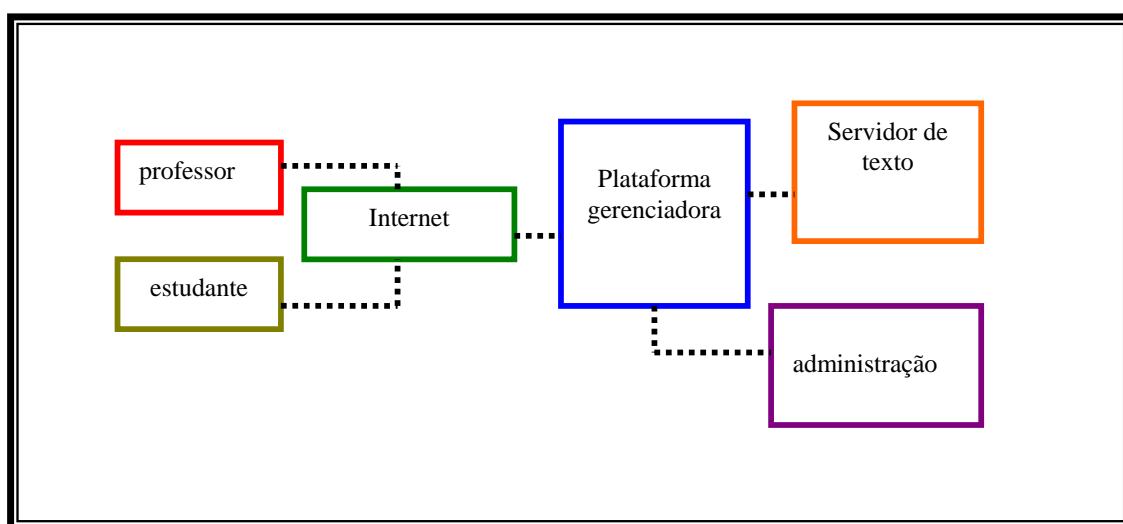 professor
estudante
Internet
Plataforma
gerenciadora
Servidor de
texto
administração